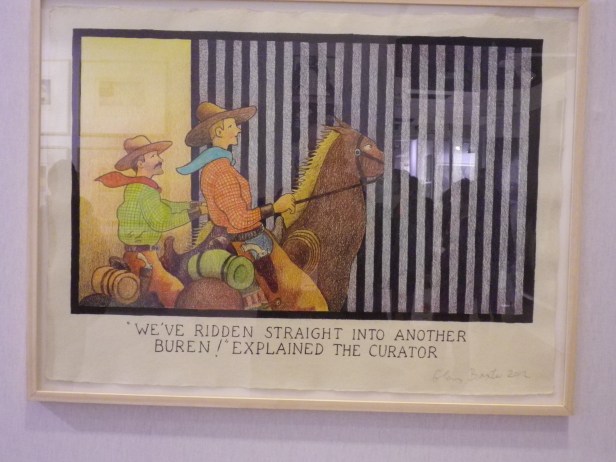 "WE'VE RIDDEN STRAIGHT INTO ANOTHER
BUREN!" EXPLAINED THE CURATOR